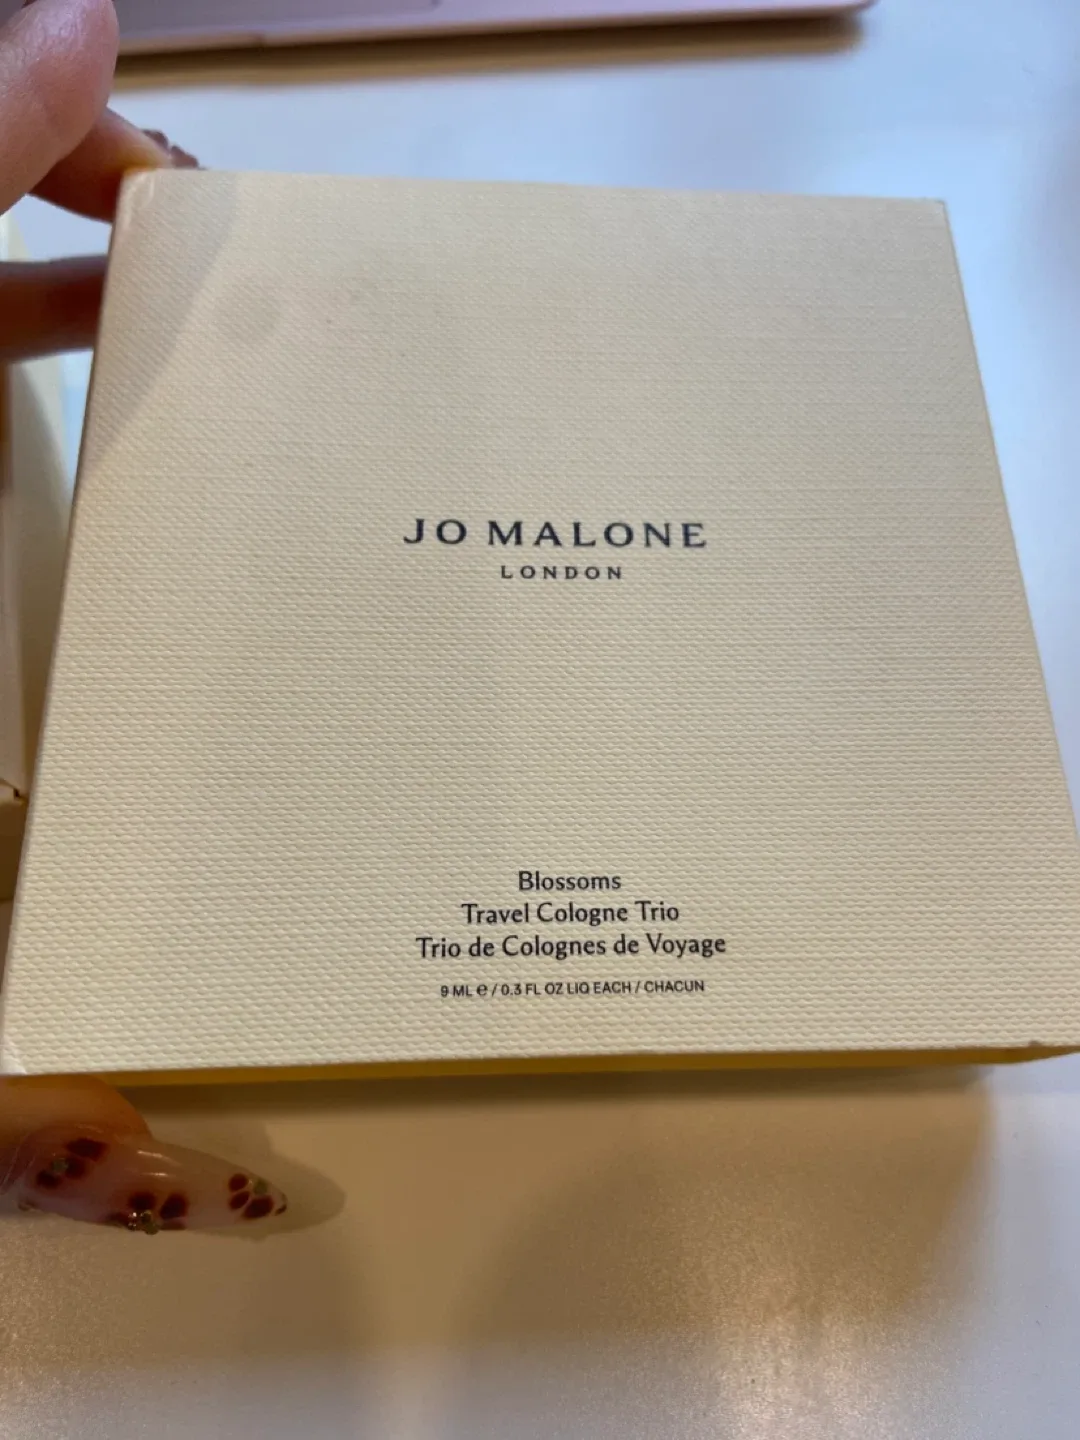 JO MALONE
LONDON
Blossoms
Travel Cologne Trio
Trio de Colognes de Voyage
9 ML e / 0.3 FL OZ LIQ EACH / CHACUN